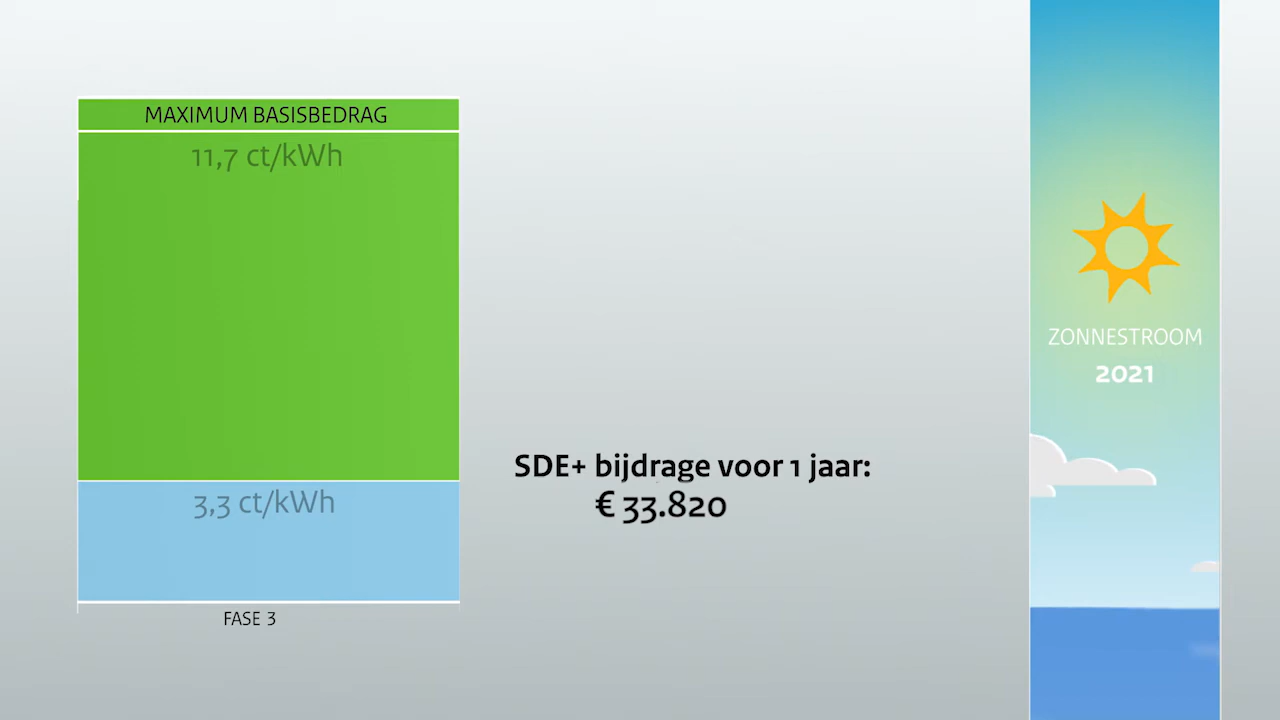 MAXIMUM BASISBEDRAG
11,7 ct/kWh
3,3 ct/kWh
FASE 3
SDE+ bijdrage voor 1 jaar:
€ 33.820
ZONNESTROOM
2021